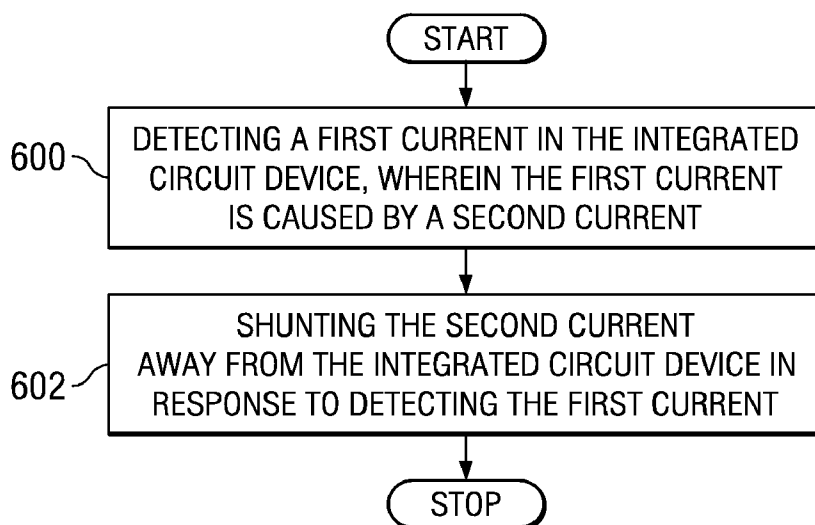 START
600
DETECTING A FIRST CURRENT IN THE INTEGRATED
CIRCUIT DEVICE, WHEREIN THE FIRST CURRENT
IS CAUSED BY A SECOND CURRENT
602
SHUNTING THE SECOND CURRENT
AWAY FROM THE INTEGRATED CIRCUIT DEVICE IN
RESPONSE TO DETECTING THE FIRST CURRENT
STOP